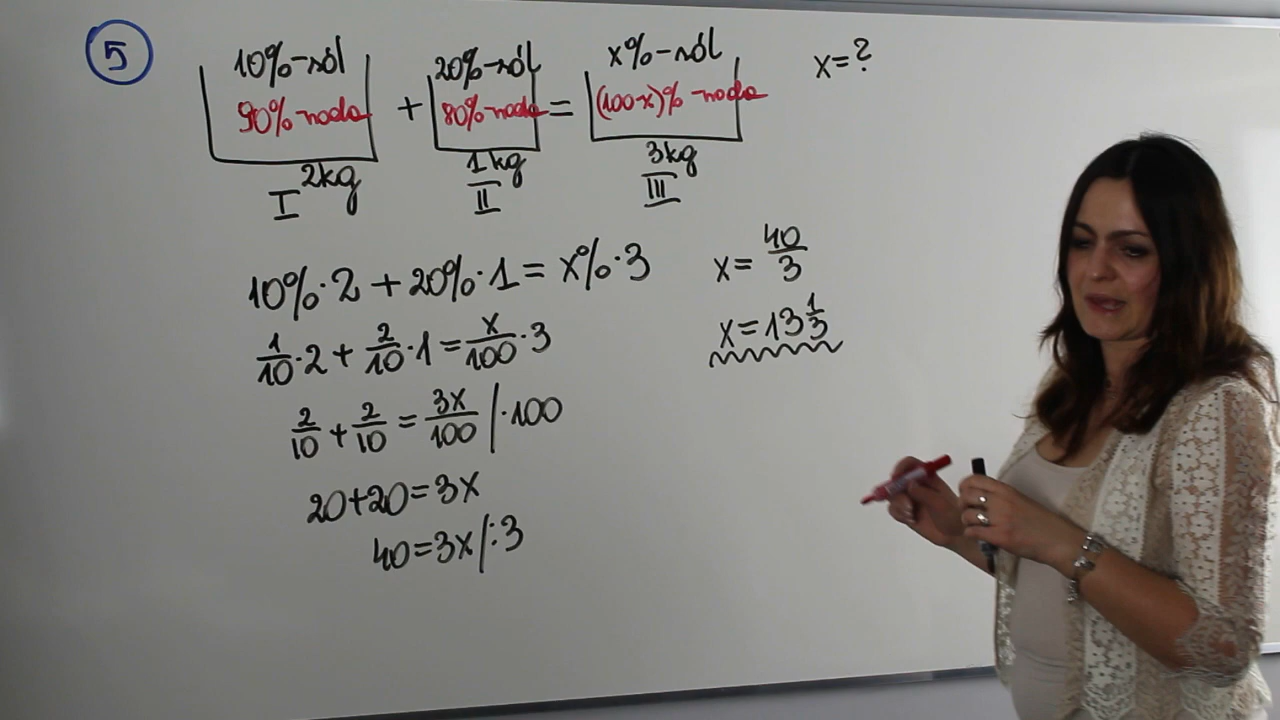 5
10%-sól 20%-sól x%-sól x=?
90%-woda + 80%-woda = (100-x)%-woda
2kg 1kg 3kg
I II III
10%·2 + 20%·1 = x%·3
1/10·2 + 2/10·1 = x/100·3
2/10 + 2/10 = 3x/100 |·100
20+20=3x
40=3x |:3
x= 40/3
x=13 1/3